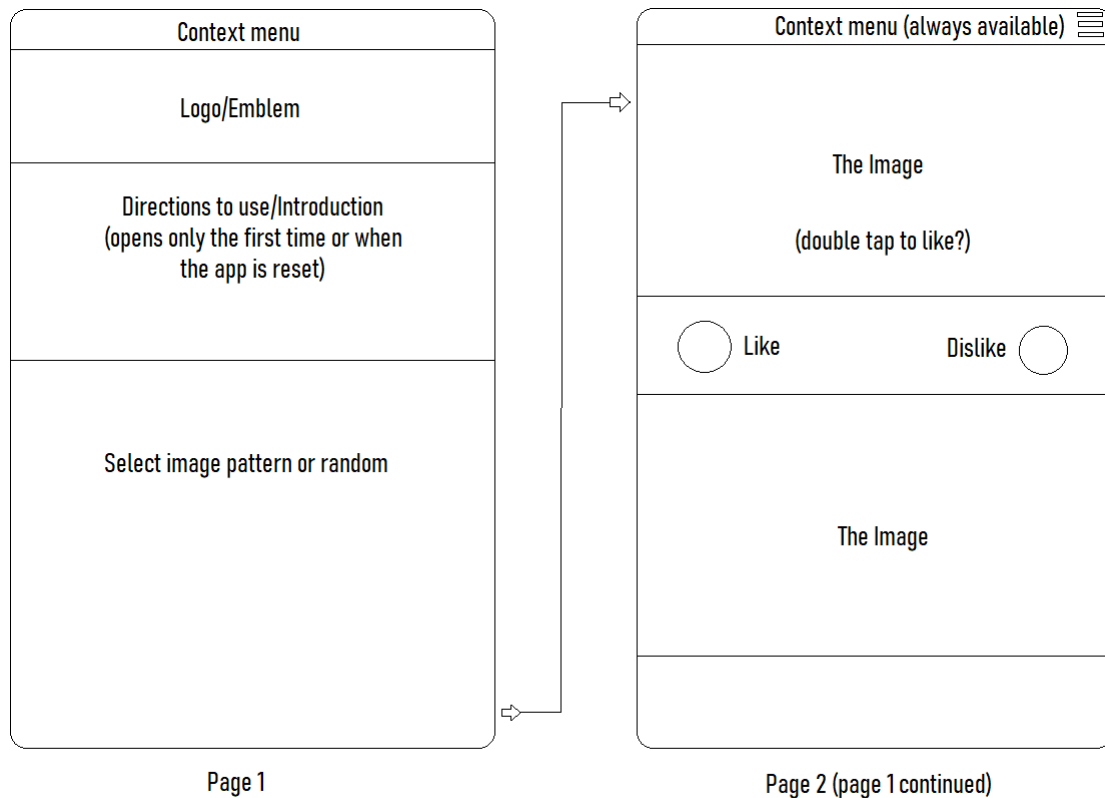 Context menu
Logo/Emblem
Directions to use/Introduction
(opens only the first time or when
the app is reset)
Select image pattern or random
Page 1
Context menu (always available)
The Image
(double tap to like?)
Like
Dislike
The Image
Page 2 (page 1 continued)